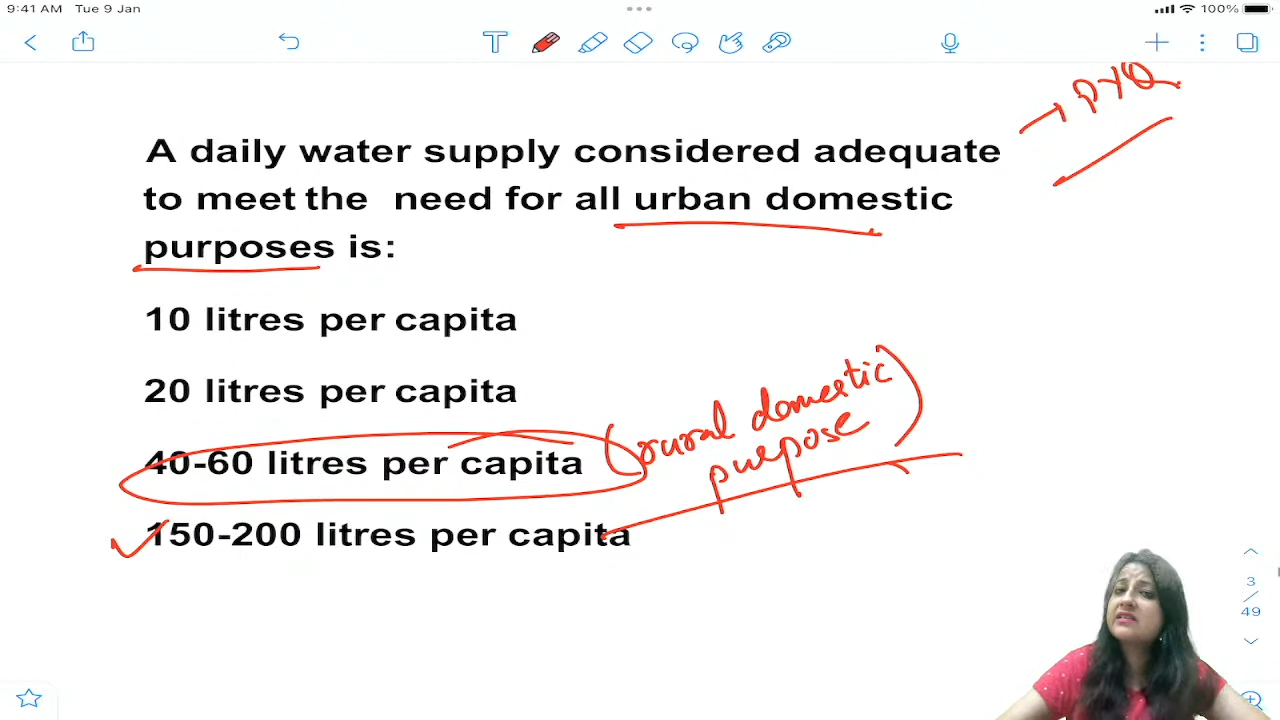 9:41 AM Tue 9 Jan
100%
T
→ PYQ
A daily water supply considered adequate
to meet the need for all urban domestic
purposes is:
10 litres per capita
20 litres per capita
40-60 litres per capita
(rural domestic
purpose)
150-200 litres per capita
3
/
49